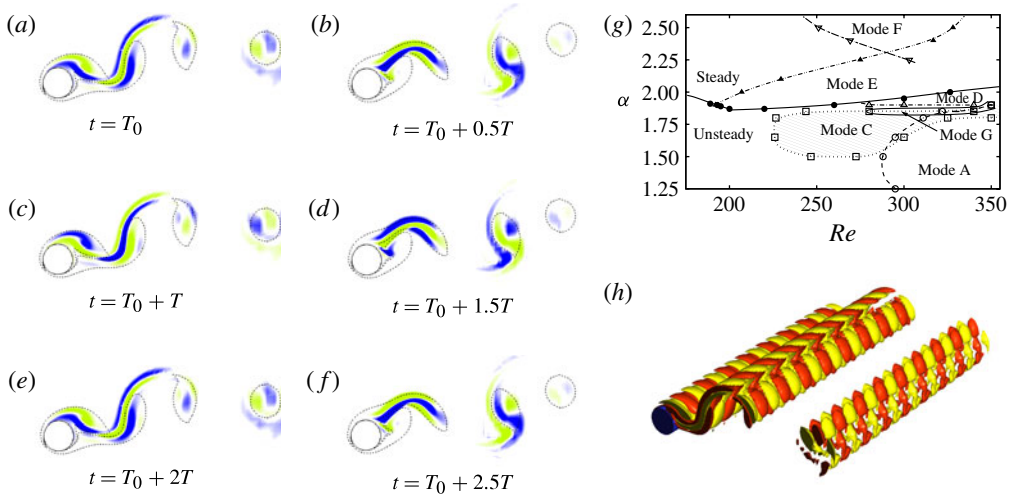 (a)
t = T0
(b)
t = T0 + 0.5T
(c)
t = T0 + T
(d)
t = T0 + 1.5T
(e)
t = T0 + 2T
(f)
t = T0 + 2.5T
(g)
2.50
2.25
2.00
1.75
1.50
1.25
α
Mode F
Steady
Mode E
Mode D
Unsteady
Mode C
Mode G
Mode A
200 250 300 350
Re
(h)